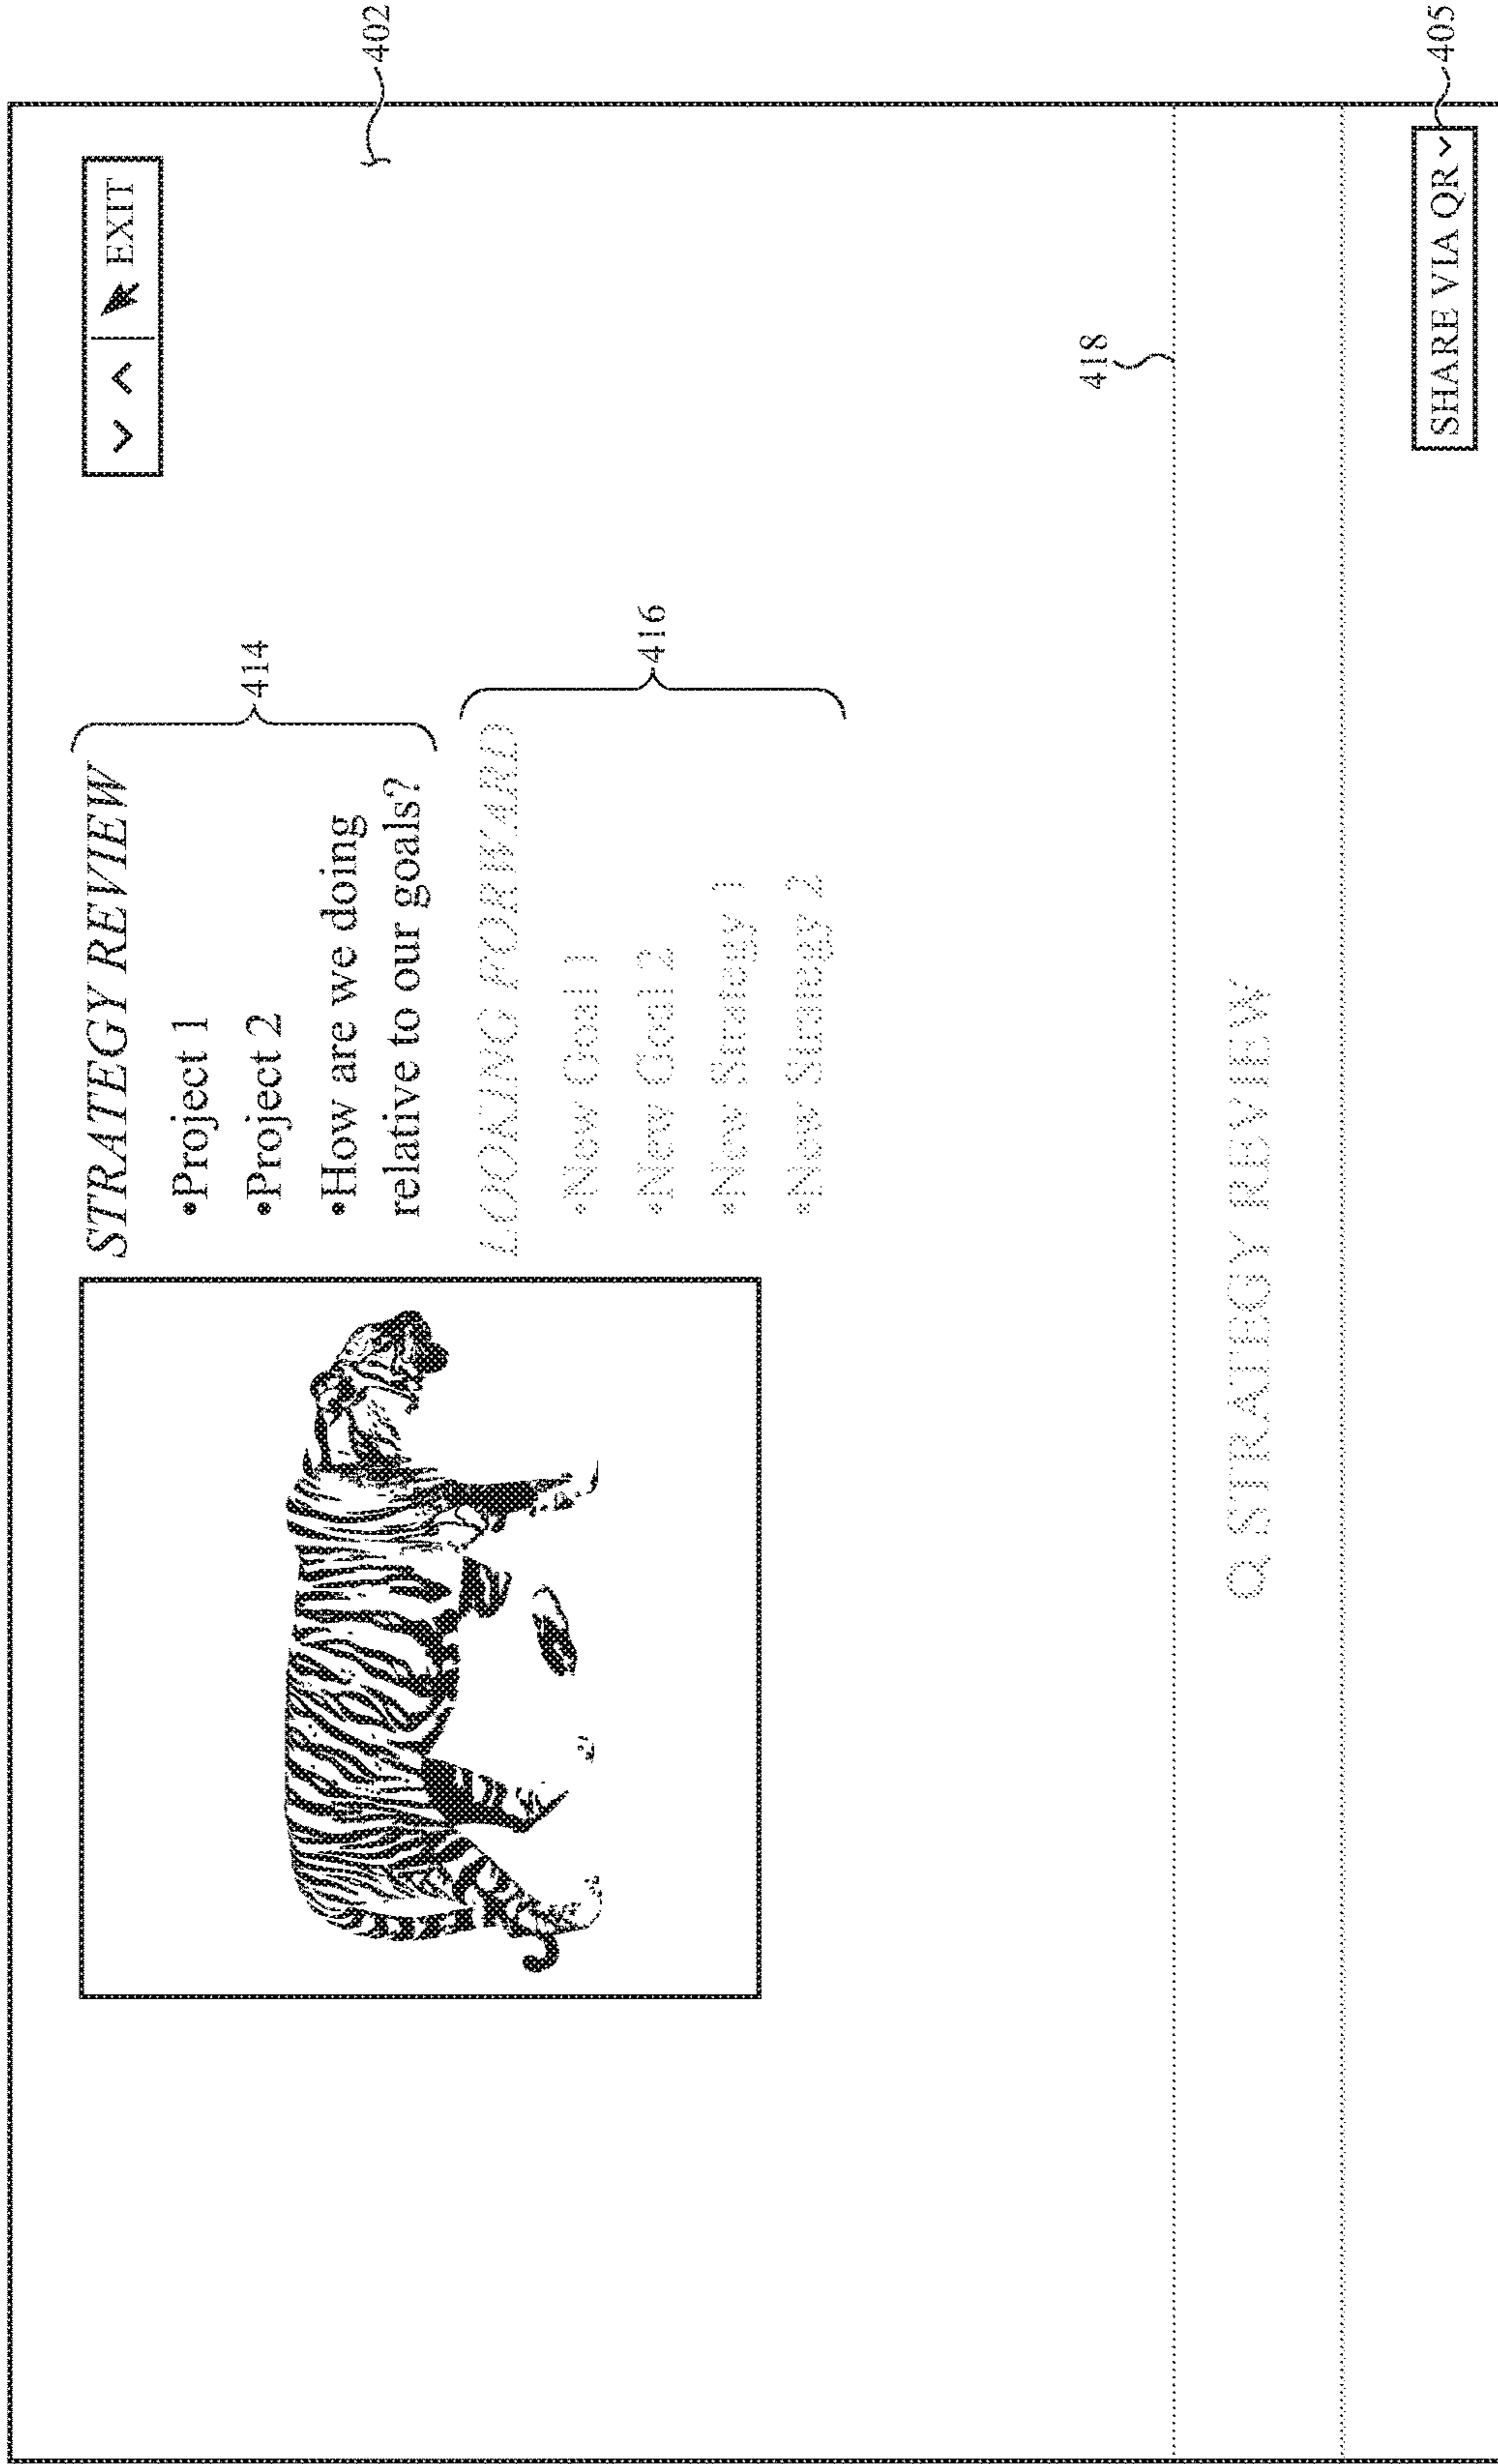 EXIT
402
STRATEGY REVIEW
•Project 1
•Project 2
•How are we doing
relative to our goals?
414
LOOKING FORWARD
•New Goal 1
•New Goal 2
•New Strategy 1
•New Strategy 2
416
418
STRATEGY REVIEW
SHARE VIA QR
405